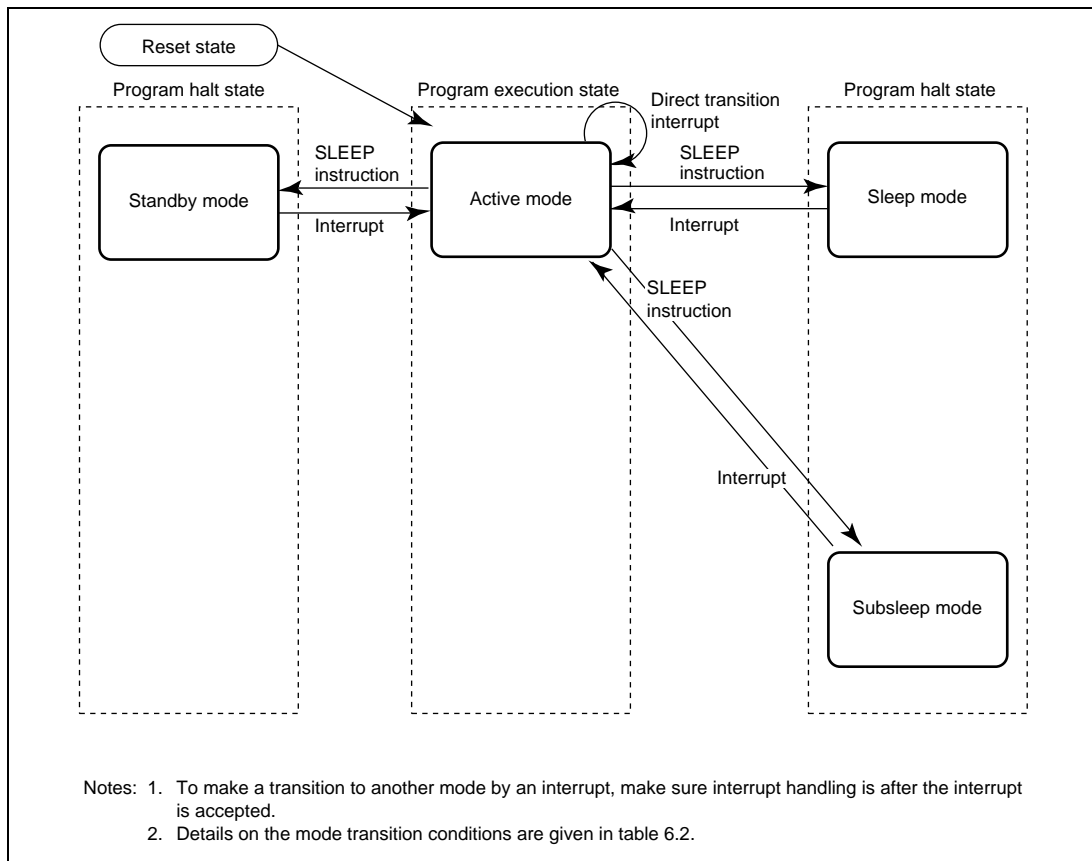 Reset state
Program halt state
Program execution state
Program halt state
Direct transition
interrupt
SLEEP
instruction
SLEEP
instruction
Standby mode
Active mode
Sleep mode
Interrupt
Interrupt
SLEEP
instruction
Interrupt
Subsleep mode
Notes: 1. To make a transition to another mode by an interrupt, make sure interrupt handling is after the interrupt
is accepted.
2. Details on the mode transition conditions are given in table 6.2.